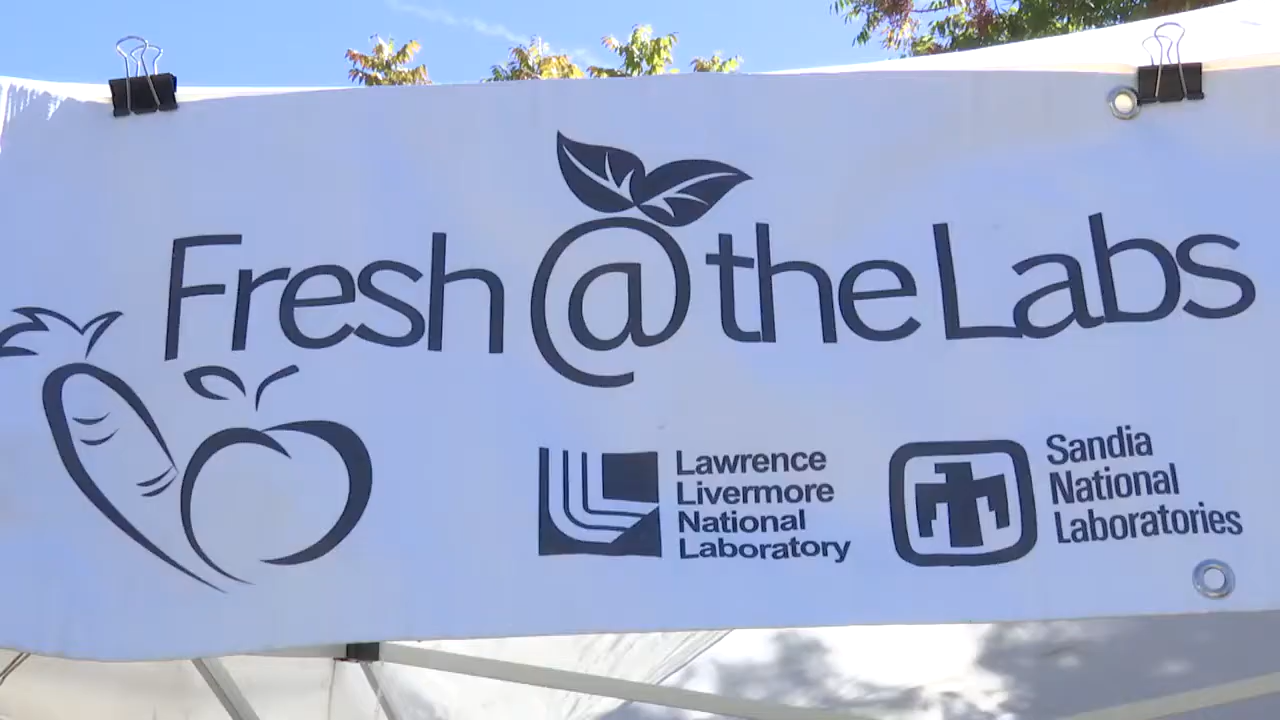 Fresh @ the Labs
Lawrence
Livermore
National
Laboratory
Sandia
National
Laboratories